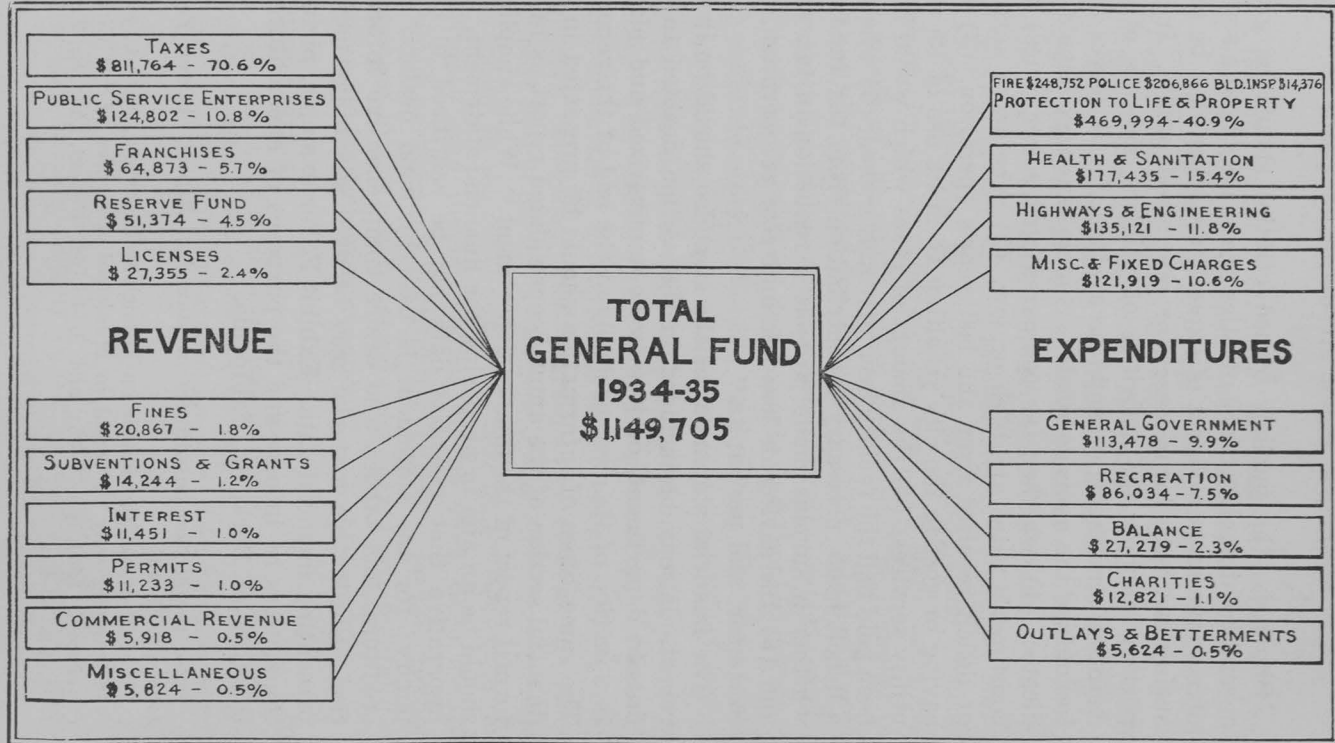 TAXES
$811,764 - 70.6%
PUBLIC SERVICE ENTERPRISES
$124,802 - 10.8%
FRANCHISES
$64,873 - 5.7%
RESERVE FUND
$51,374 - 4.5%
LICENSES
$27,355 - 2.4%
REVENUE
FINES
$20,867 - 1.8%
SUBVENTIONS & GRANTS
$14,244 - 1.2%
INTEREST
$11,451 - 1.0%
PERMITS
$11,233 - 1.0%
COMMERCIAL REVENUE
$5,918 - 0.5%
MISCELLANEOUS
$5,824 - 0.5%
TOTAL
GENERAL FUND
1934-35
$1,149,705
FIRE $248,752 POLICE $206,866 BLD.INSP $14,376
PROTECTION TO LIFE & PROPERTY
$469,994-40.9%
HEALTH & SANITATION
$177,435 - 15.4%
HIGHWAYS & ENGINEERING
$135,121 - 11.8%
MISC. & FIXED CHARGES
$121,919 - 10.6%
EXPENDITURES
GENERAL GOVERNMENT
$113,478 - 9.9%
RECREATION
$86,034 - 7.5%
BALANCE
$27,279 - 2.3%
CHARITIES
$12,821 - 1.1%
OUTLAYS & BETTERMENTS
$5,624 - 0.5%